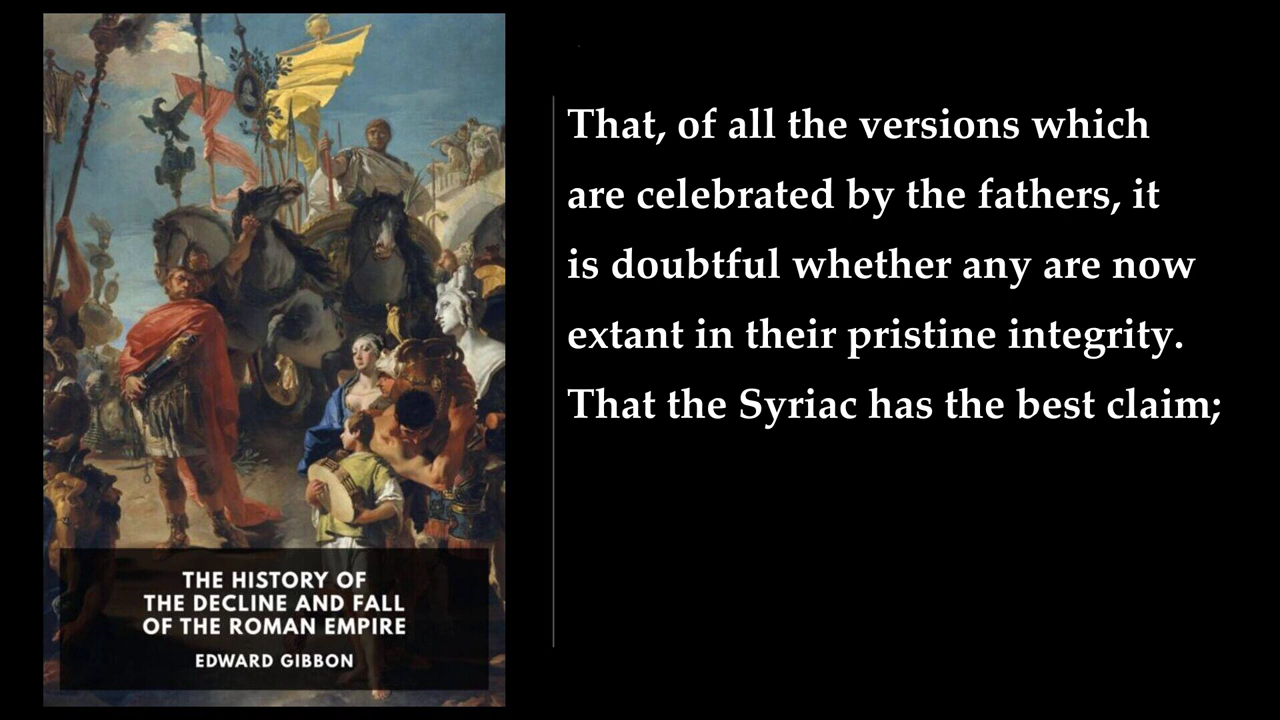 That, of all the versions which
are celebrated by the fathers, it
is doubtful whether any are now
extant in their pristine integrity.
That the Syriac has the best claim;
THE HISTORY OF
THE DECLINE AND FALL
OF THE ROMAN EMPIRE
EDWARD GIBBON